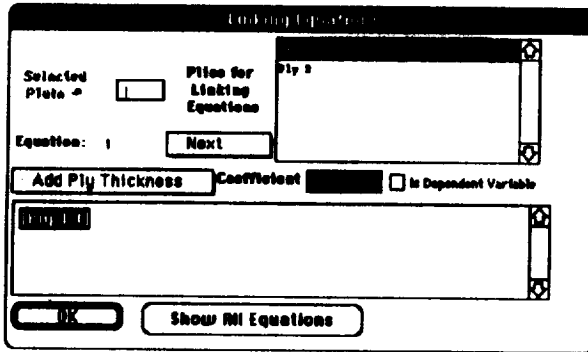 Linking Equations
Selected
Plate #
Plies for
Linking
Equations
Ply 2
Equation: 1
Next
Add Ply Thickness
Coefficient
Is Dependent Variable
OK
Show All Equations